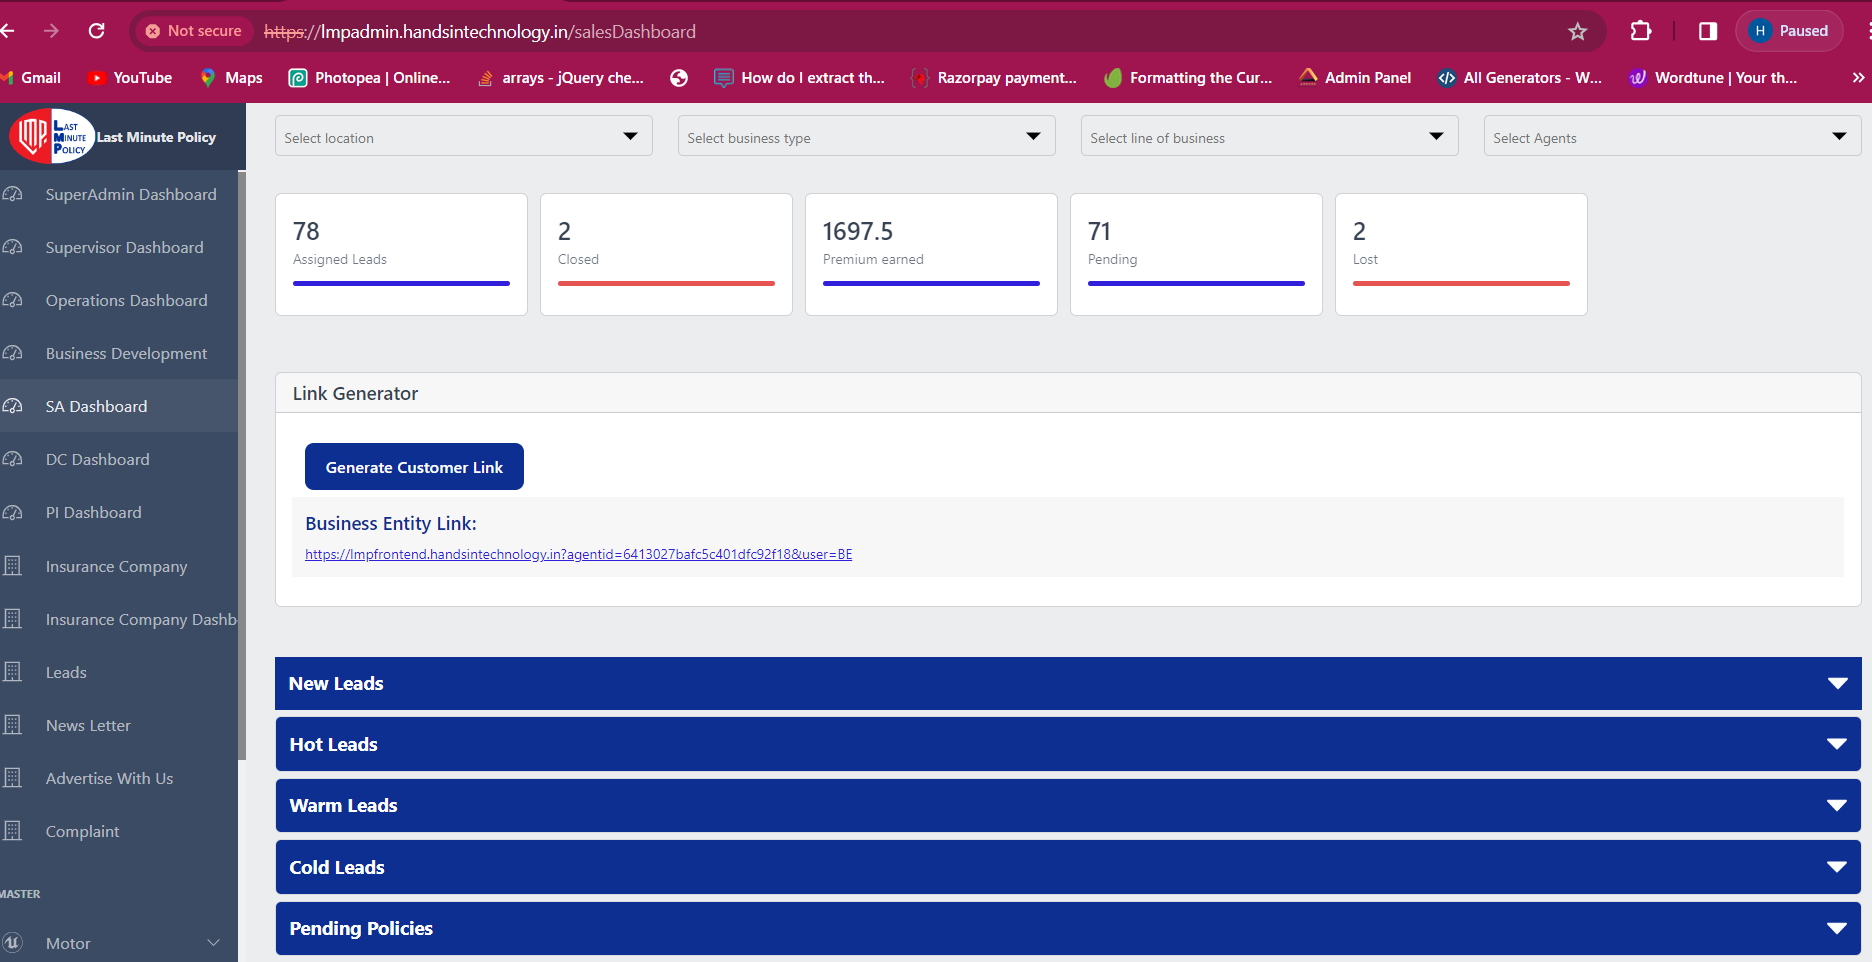 Not secure https://lmpadmin.handsintechnology.in/salesDashboard H Paused
Gmail YouTube Maps Photopea | Online... arrays - jQuery che... How do I extract th... Razorpay payment... Formatting the Cur... Admin Panel All Generators - W... Wordtune | Your th... »
LMP LAST MINUTE POLICY Last Minute Policy
SuperAdmin Dashboard
Supervisor Dashboard
Operations Dashboard
Business Development
SA Dashboard
DC Dashboard
PI Dashboard
Insurance Company
Insurance Company Dashb
Leads
News Letter
Advertise With Us
Complaint
MASTER
Motor
Select location Select business type Select line of business Select Agents
78 2 1697.5 71 2
Assigned Leads Closed Premium earned Pending Lost
Link Generator
Generate Customer Link
Business Entity Link:
https://lmpfrontend.handsintechnology.in?agentid=6413027bafc5c401dfc92f18&user=BE
New Leads
Hot Leads
Warm Leads
Cold Leads
Pending Policies